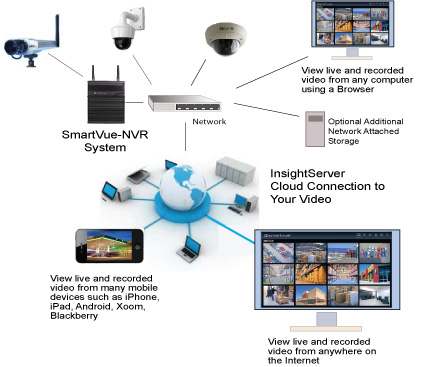 View live and recorded
video from any computer
using a Browser
SmartVue-NVR
System
Network
Optional Additional
Network Attached
Storage
InsightServer
Cloud Connection to
Your Video
View live and recorded
video from many mobile
devices such as iPhone,
iPad, Android, Xoom,
Blackberry
View live and recorded
video from anywhere on
the Internet